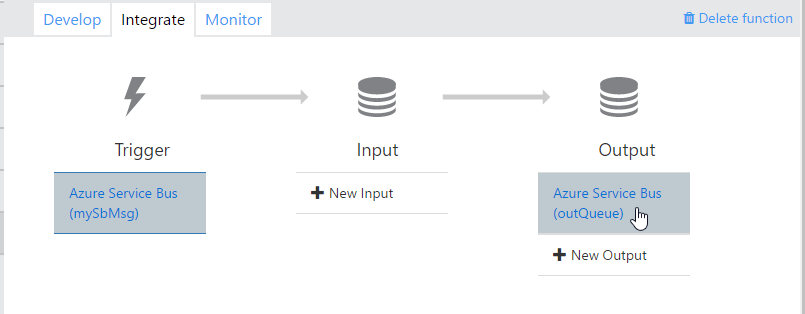 Develop
Integrate
Monitor
Delete function
Trigger
Input
Output
Azure Service Bus
(mySbMsg)
New Input
Azure Service Bus
(outQueue)
New Output